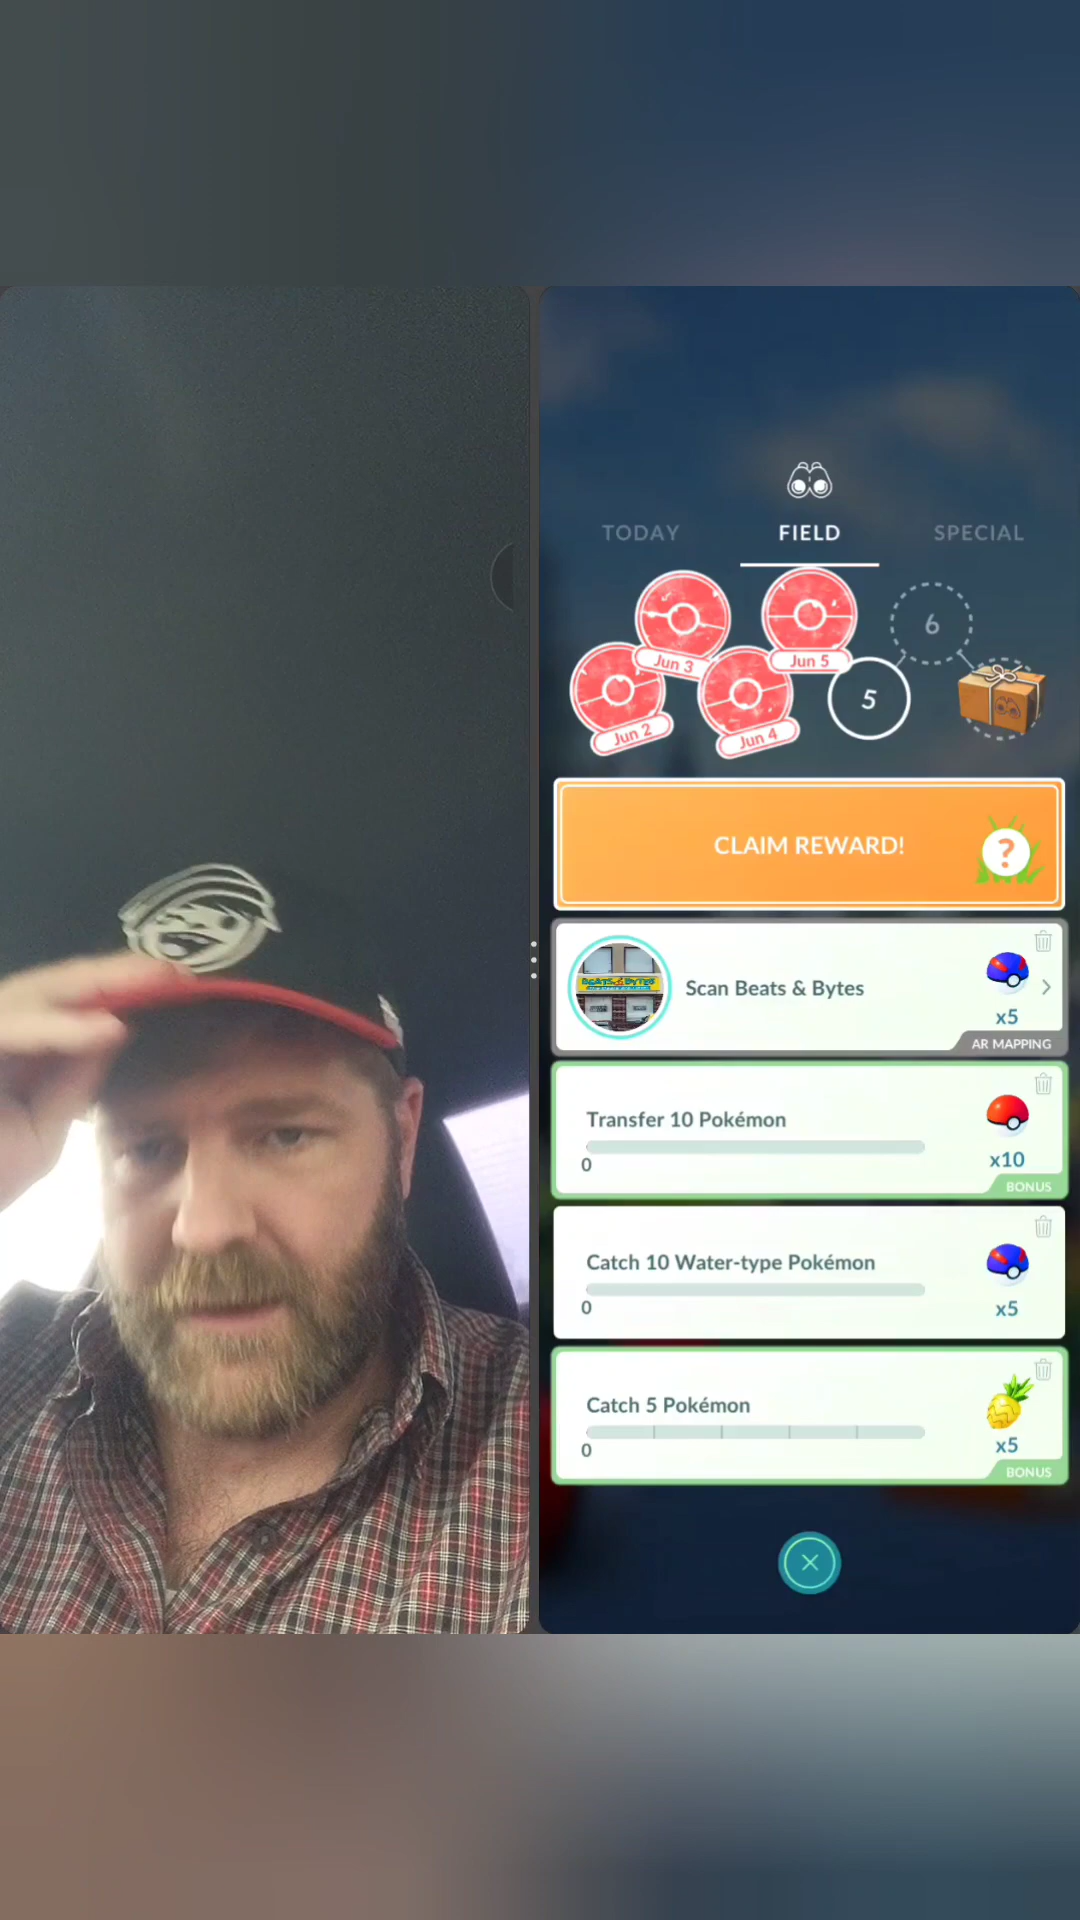 TODAY
FIELD
SPECIAL
6
Jun 3
Jun 5
5
Jun 2
Jun 4
CLAIM REWARD!
?
BEATS & BYTES
Scan Beats & Bytes
x5
AR MAPPING
Transfer 10 Pokémon
0
x10
BONUS
Catch 10 Water-type Pokémon
0
x5
Catch 5 Pokémon
0
x5
BONUS